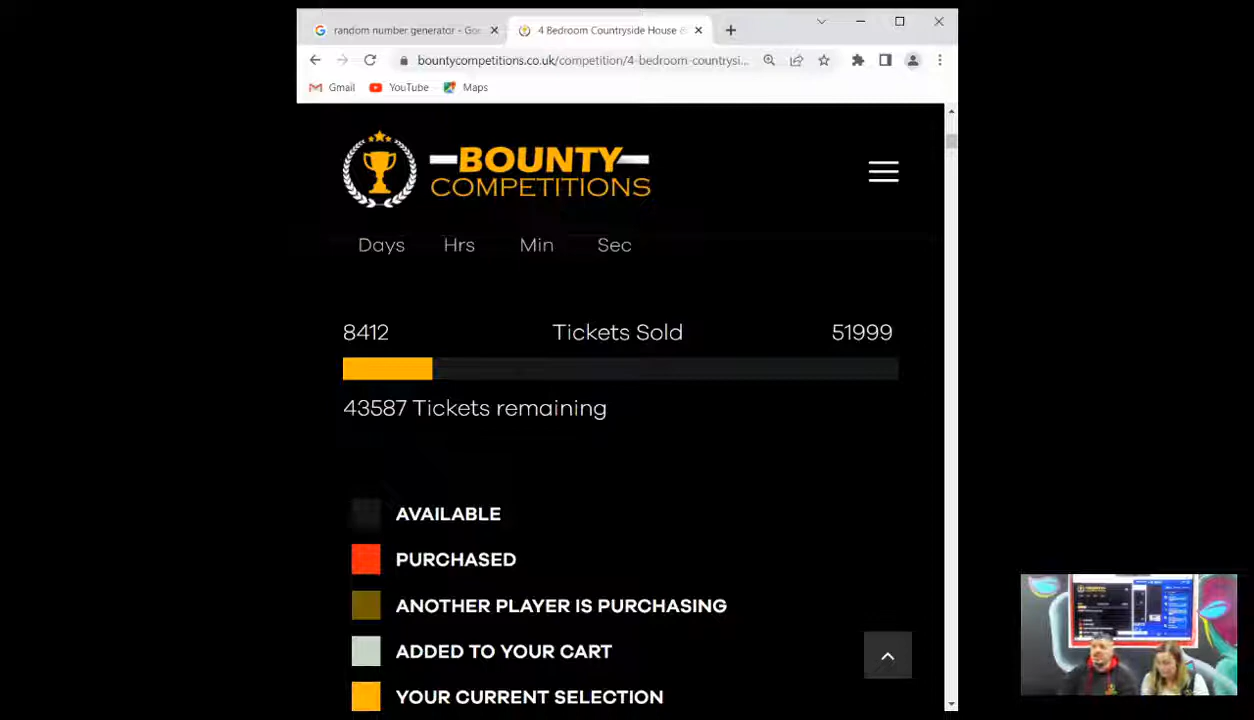 random number generator - Goo
4 Bedroom Countryside House &
bountycompetitions.co.uk/competition/4-bedroom-countrysi...
Gmail
YouTube
Maps
BOUNTY
COMPETITIONS
Days Hrs Min Sec
8412 Tickets Sold 51999
43587 Tickets remaining
AVAILABLE
PURCHASED
ANOTHER PLAYER IS PURCHASING
ADDED TO YOUR CART
YOUR CURRENT SELECTION